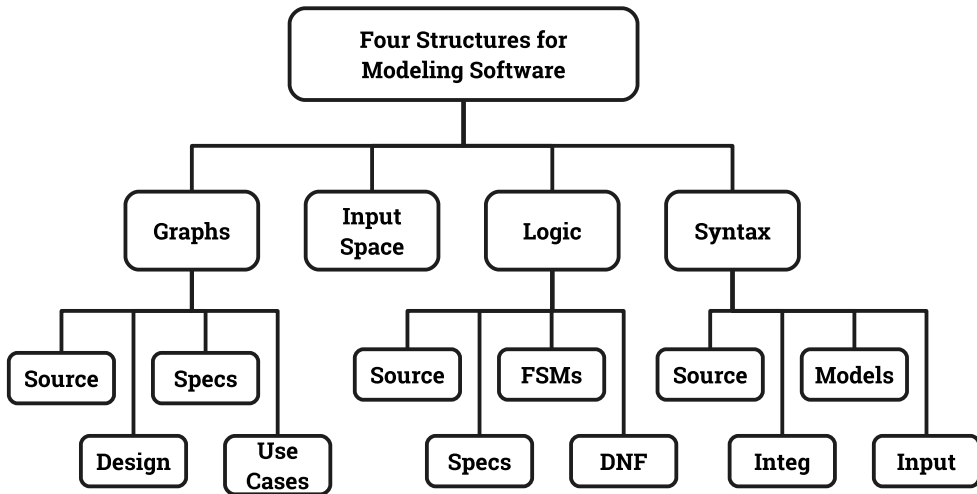 Four Structures for
Modeling Software
Graphs
Input
Space
Logic
Syntax
Source
Specs
Source
FSMs
Source
Models
Design
Use
Cases
Specs
DNF
Integ
Input